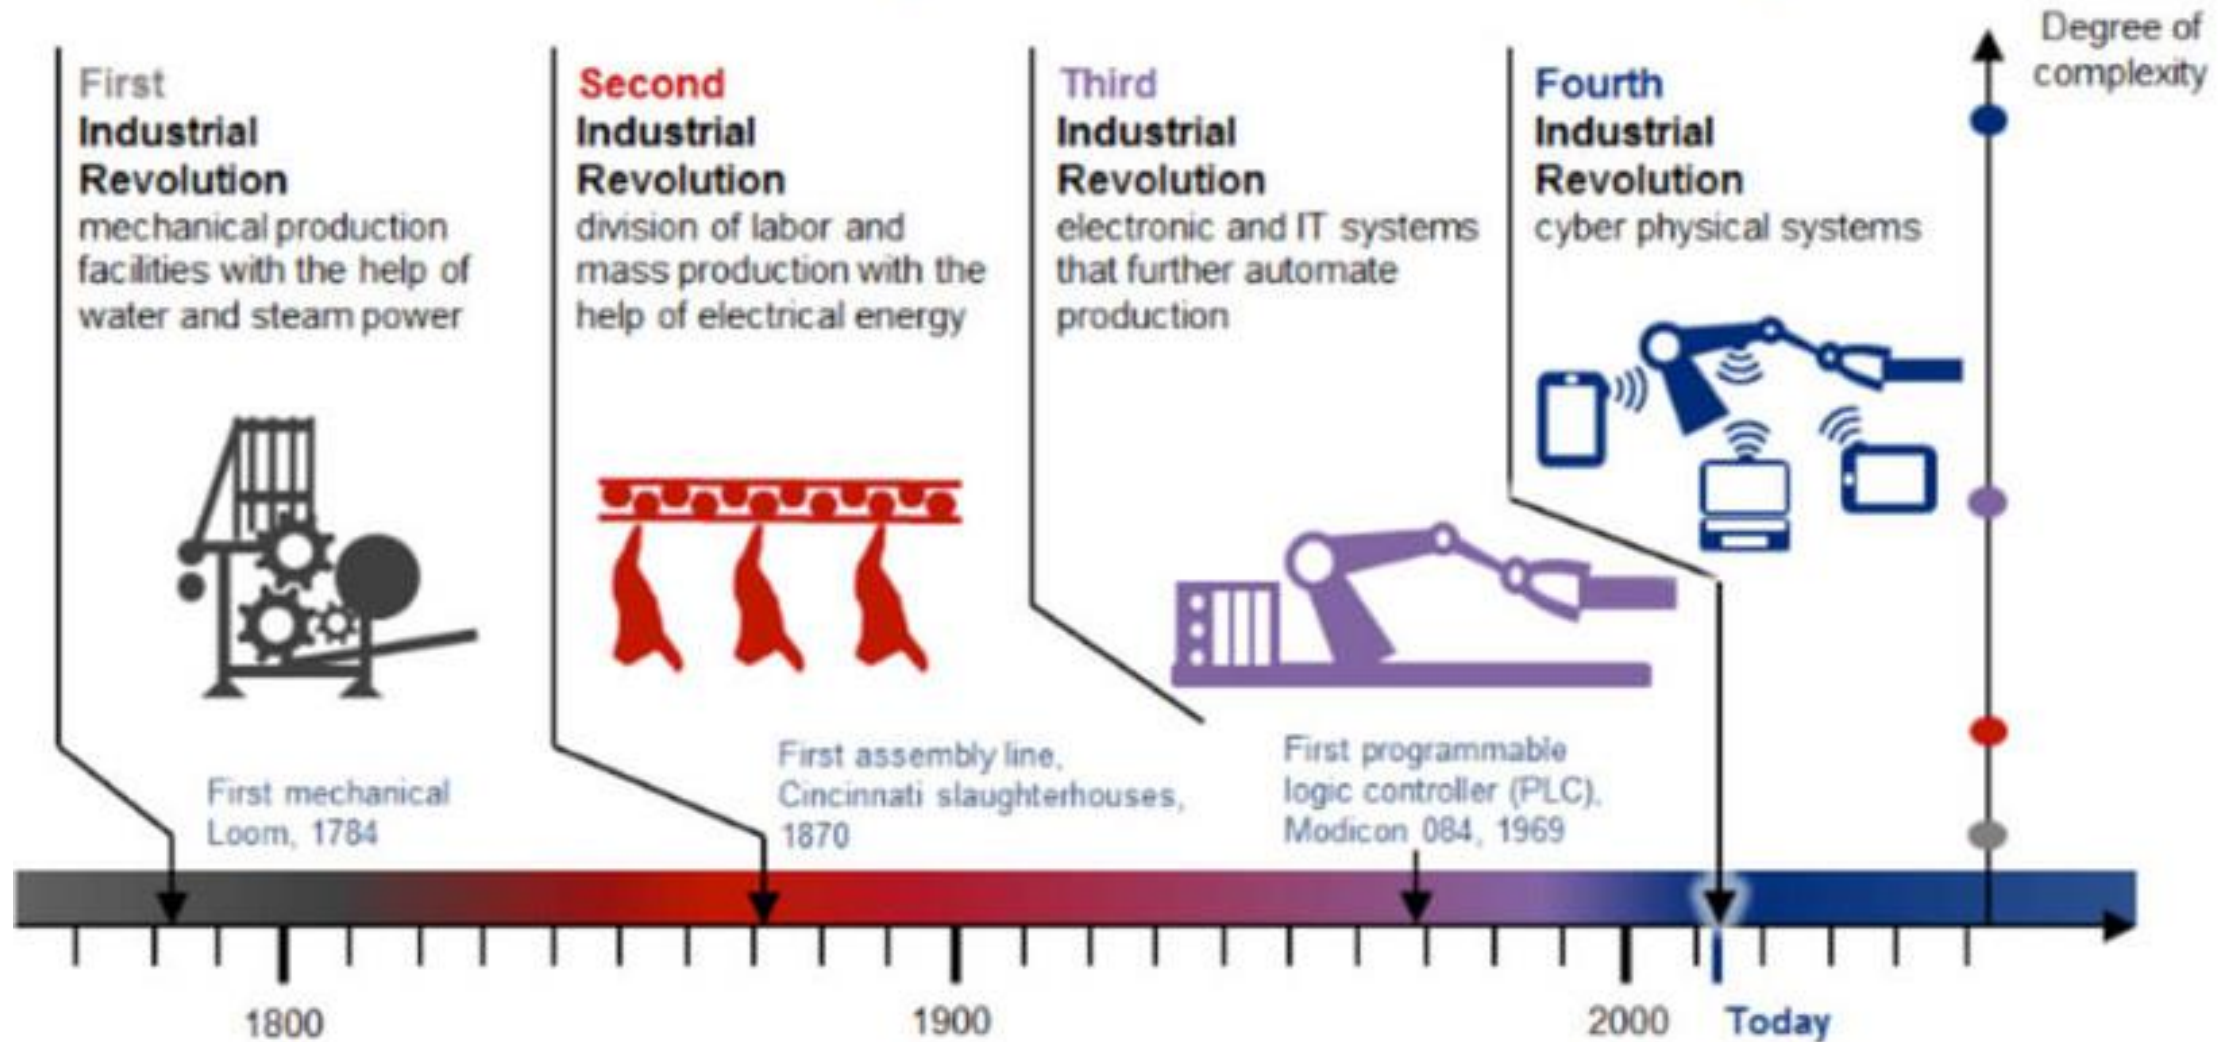 First
Industrial
Revolution
mechanical production
facilities with the help of
water and steam power
Second
Industrial
Revolution
division of labor and
mass production with the
help of electrical energy
Third
Industrial
Revolution
electronic and IT systems
that further automate
production
Fourth
Industrial
Revolution
cyber physical systems
Degree of
complexity
First mechanical
Loom, 1784
First assembly line,
Cincinnati slaughterhouses,
1870
First programmable
logic controller (PLC),
Modicon 084, 1969
1800
1900
2000
Today